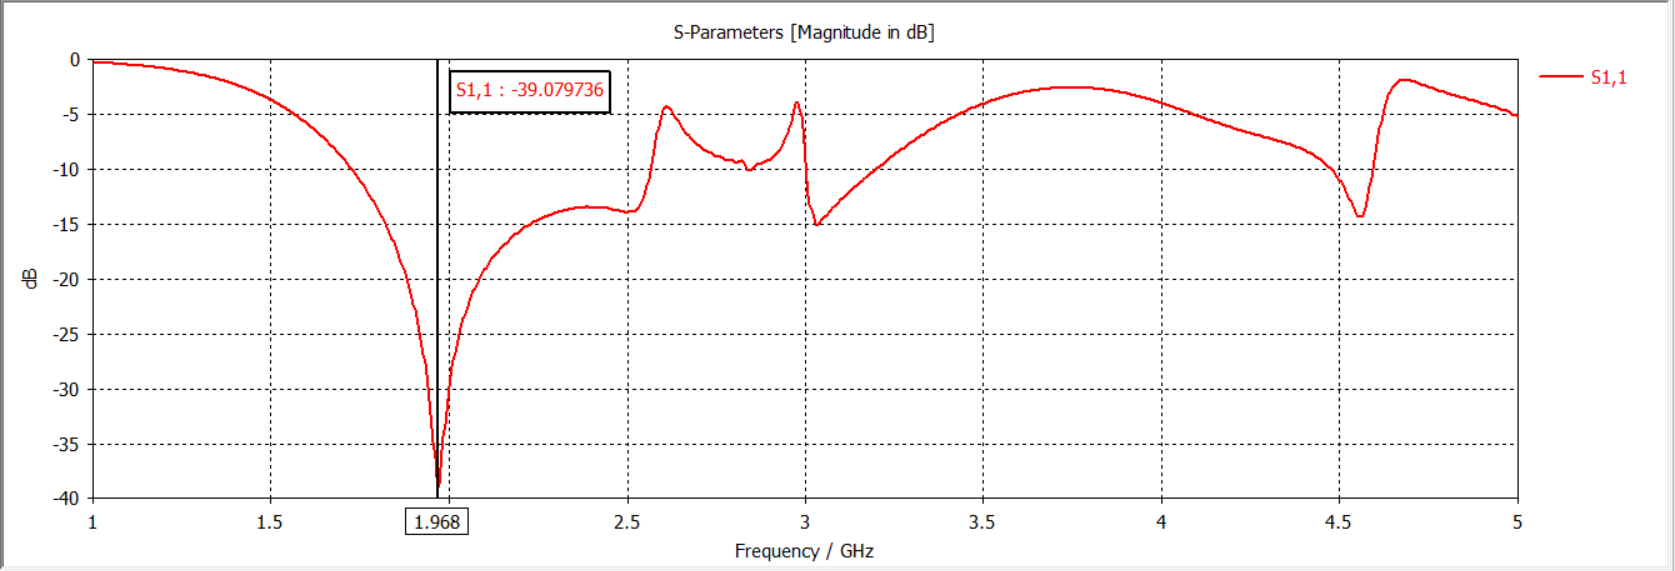 S-Parameters [Magnitude in dB]
S1,1 : -39.079736
S1,1
0
-5
-10
-15
-20
-25
-30
-35
-40
dB
1 1.5 1.968 2.5 3 3.5 4 4.5 5
Frequency / GHz